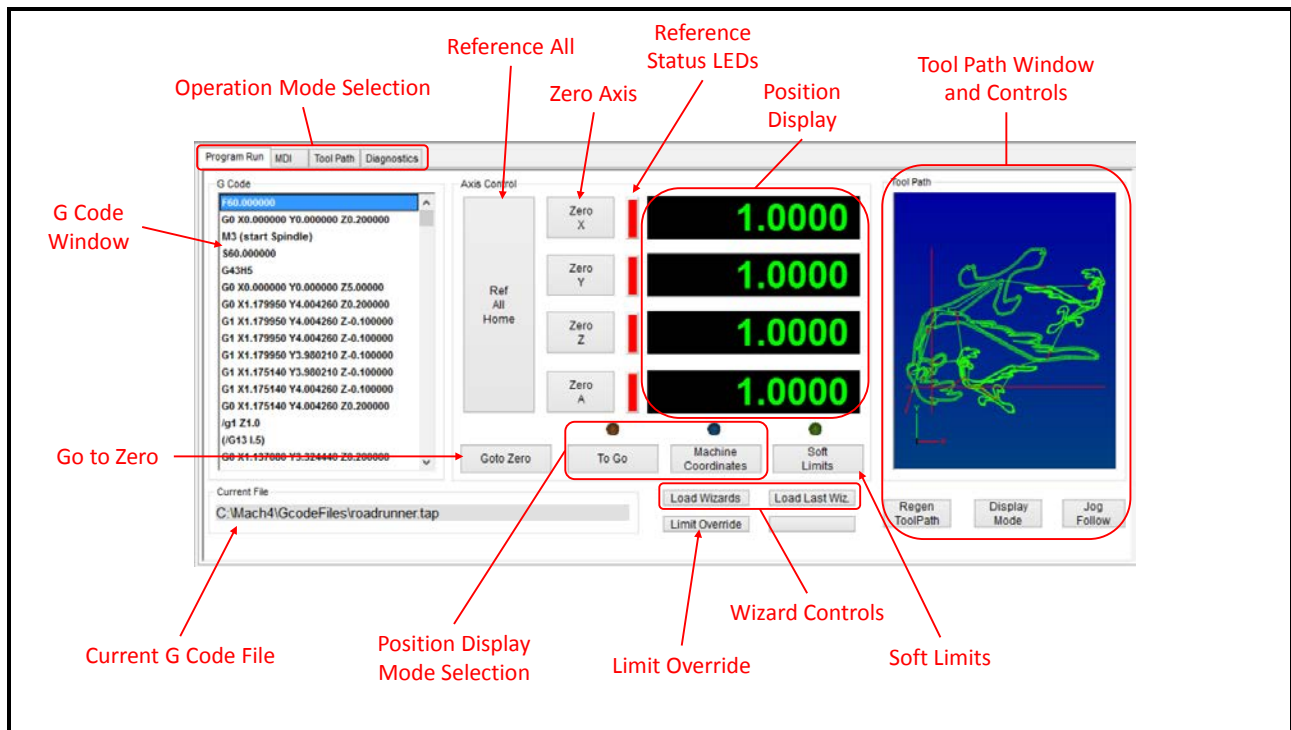 Reference All
Reference
Status LEDs
Operation Mode Selection
Zero Axis
Position
Display
Tool Path Window
and Controls
Program Run MDI Tool Path Diagnostics
G Code
Window
G Code
F60.000000
G0 X0.000000 Y0.000000 Z0.200000
M3 (start Spindle)
S60.000000
G43H5
G0 X0.000000 Y0.000000 Z5.00000
G0 X1.179950 Y4.004260 Z0.200000
G1 X1.179950 Y4.004260 Z-0.100000
G1 X1.179950 Y4.004260 Z-0.100000
G1 X1.179950 Y3.980210 Z-0.100000
G1 X1.175140 Y3.980210 Z-0.100000
G1 X1.175140 Y4.004260 Z-0.100000
G0 X1.175140 Y4.004260 Z0.200000
/g1 Z1.0
(/G13 I.5)
G0 X1.137080 Y3.324440 Z0.200000
Axis Control
Ref
All
Home
Zero
X
1.0000
Zero
Y
1.0000
Zero
Z
1.0000
Zero
A
1.0000
Tool Path
Y
Go to Zero
Goto Zero
To Go
Machine
Coordinates
Soft
Limits
Current File
C:\Mach4\GcodeFiles\roadrunner.tap
Load Wizards
Load Last Wiz.
Limit Override
Regen
ToolPath
Display
Mode
Jog
Follow
Current G Code File
Position Display
Mode Selection
Limit Override
Wizard Controls
Soft Limits